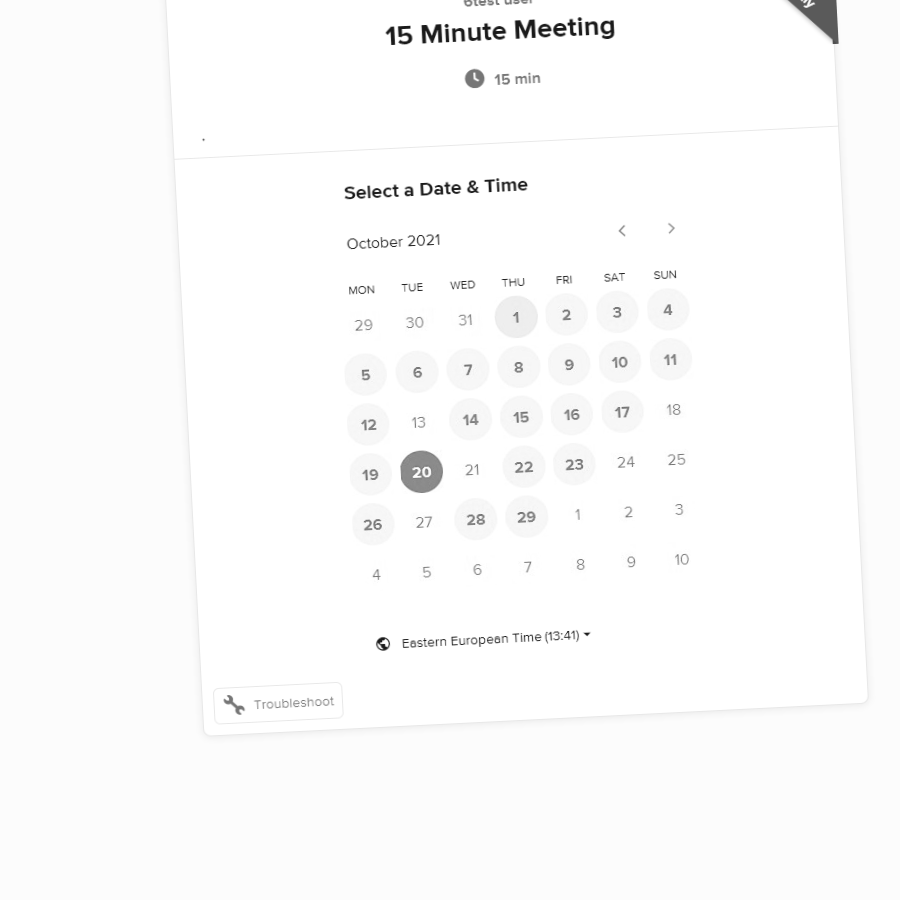 6test user
15 Minute Meeting
15 min
.
Select a Date & Time
October 2021
MON TUE WED THU FRI SAT SUN
29 30 31 1 2 3 4
5 6 7 8 9 10 11
12 13 14 15 16 17 18
19 20 21 22 23 24 25
26 27 28 29 1 2 3
4 5 6 7 8 9 10
Eastern European Time (13:41)
Troubleshoot